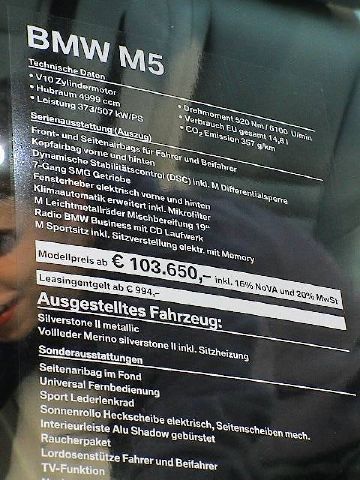 BMW M5
Technische Daten
• V10 Zylindermotor
• Hubraum 4999 ccm
• Leistung 373/507 kW/PS
• Drehmoment 520 Nm / 6100 U/min
• Verbrauch EU gesamt 14,8 l
• CO₂ Emission 357 g/km
Serienausstattung (Auszug)
Front- und Seitenairbags für Fahrer und Beifahrer
Kopfairbag vorne und hinten
Dynamische Stabilitätscontrol (DSC) inkl. M Differentialsperre
7-Gang SMG Getriebe
Fensterheber elektrisch vorne und hinten
Klimaautomatik erweitert inkl. Mikrofilter
M Leichtmetallräder Mischbereifung 19"
Radio BMW Business mit CD Laufwerk
M Sportsitz inkl. Sitzverstellung elektr. mit Memory
Modellpreis ab € 103.650,- inkl. 16% NoVA und 20% MwSt
Leasingentgelt ab € 994,-
Ausgestelltes Fahrzeug:
Silverstone II metallic
Vollleder Merino silverstone II inkl. Sitzheizung
Sonderausstattungen
Seitenairbag im Fond
Universal Fernbedienung
Sport Lederlenkrad
Sonnenrollo Heckscheibe elektrisch, Seitenscheiben mech.
Interieurleiste Alu Shadow gebürstet
Raucherpaket
Lordosenstütze Fahrer und Beifahrer
TV-Funktion